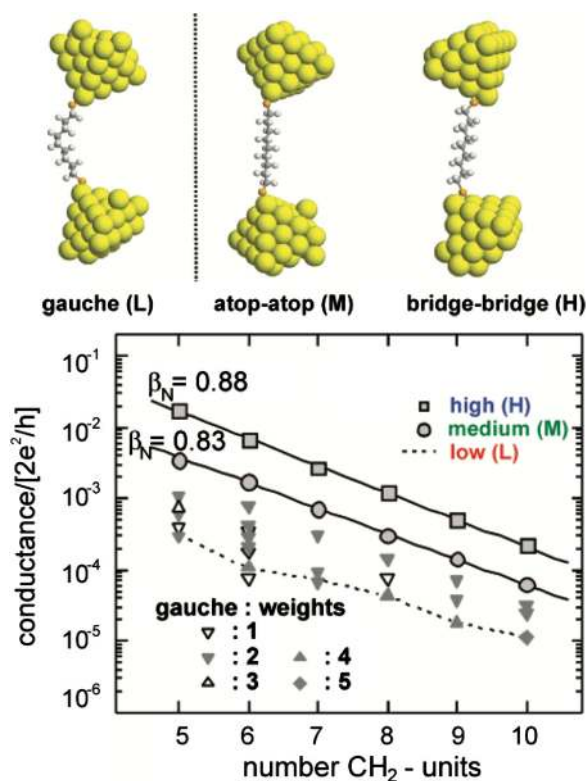 gauche (L) atop-atop (M) bridge-bridge (H)
conductance/[2e²/h]
10⁻¹
10⁻²
10⁻³
10⁻⁴
10⁻⁵
10⁻⁶
βN = 0.88
βN = 0.83
high (H)
medium (M)
low (L)
gauche : weights
: 1
: 2 : 4
: 3 : 5
5 6 7 8 9 10
number CH₂ - units